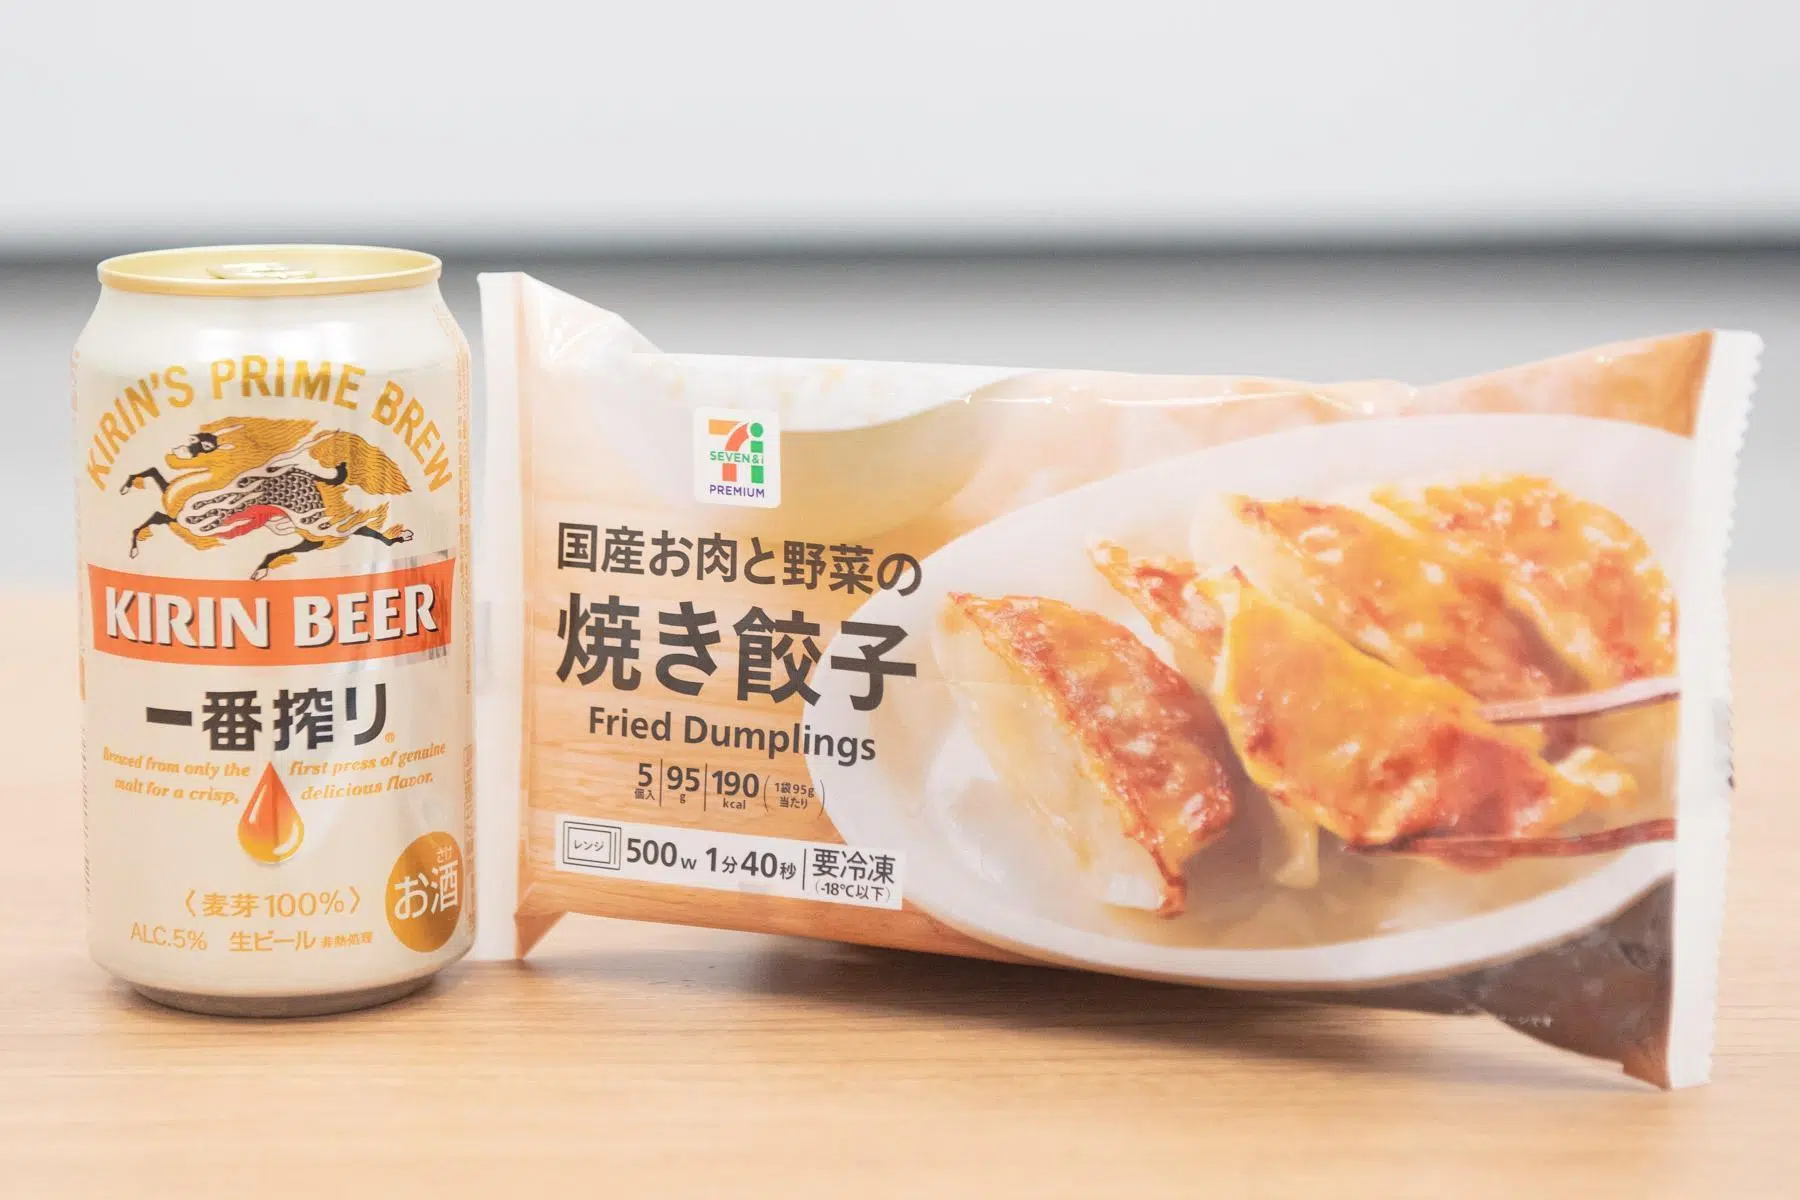 KIRIN'S PRIME BREW
KIRIN BEER
一番搾り®
Brewed from only the first press of genuine
malt for a crisp, delicious flavor.
〈麦芽100%〉
ALC.5% 生ビール 非熱処理
さけ
お酒
SEVEN&i
PREMIUM
国産お肉と野菜の
焼き餃子
Fried Dumplings
5個入 95g 190kcal (1袋95g当たり)
レンジ 500w 1分40秒 要冷凍
(-18℃以下)